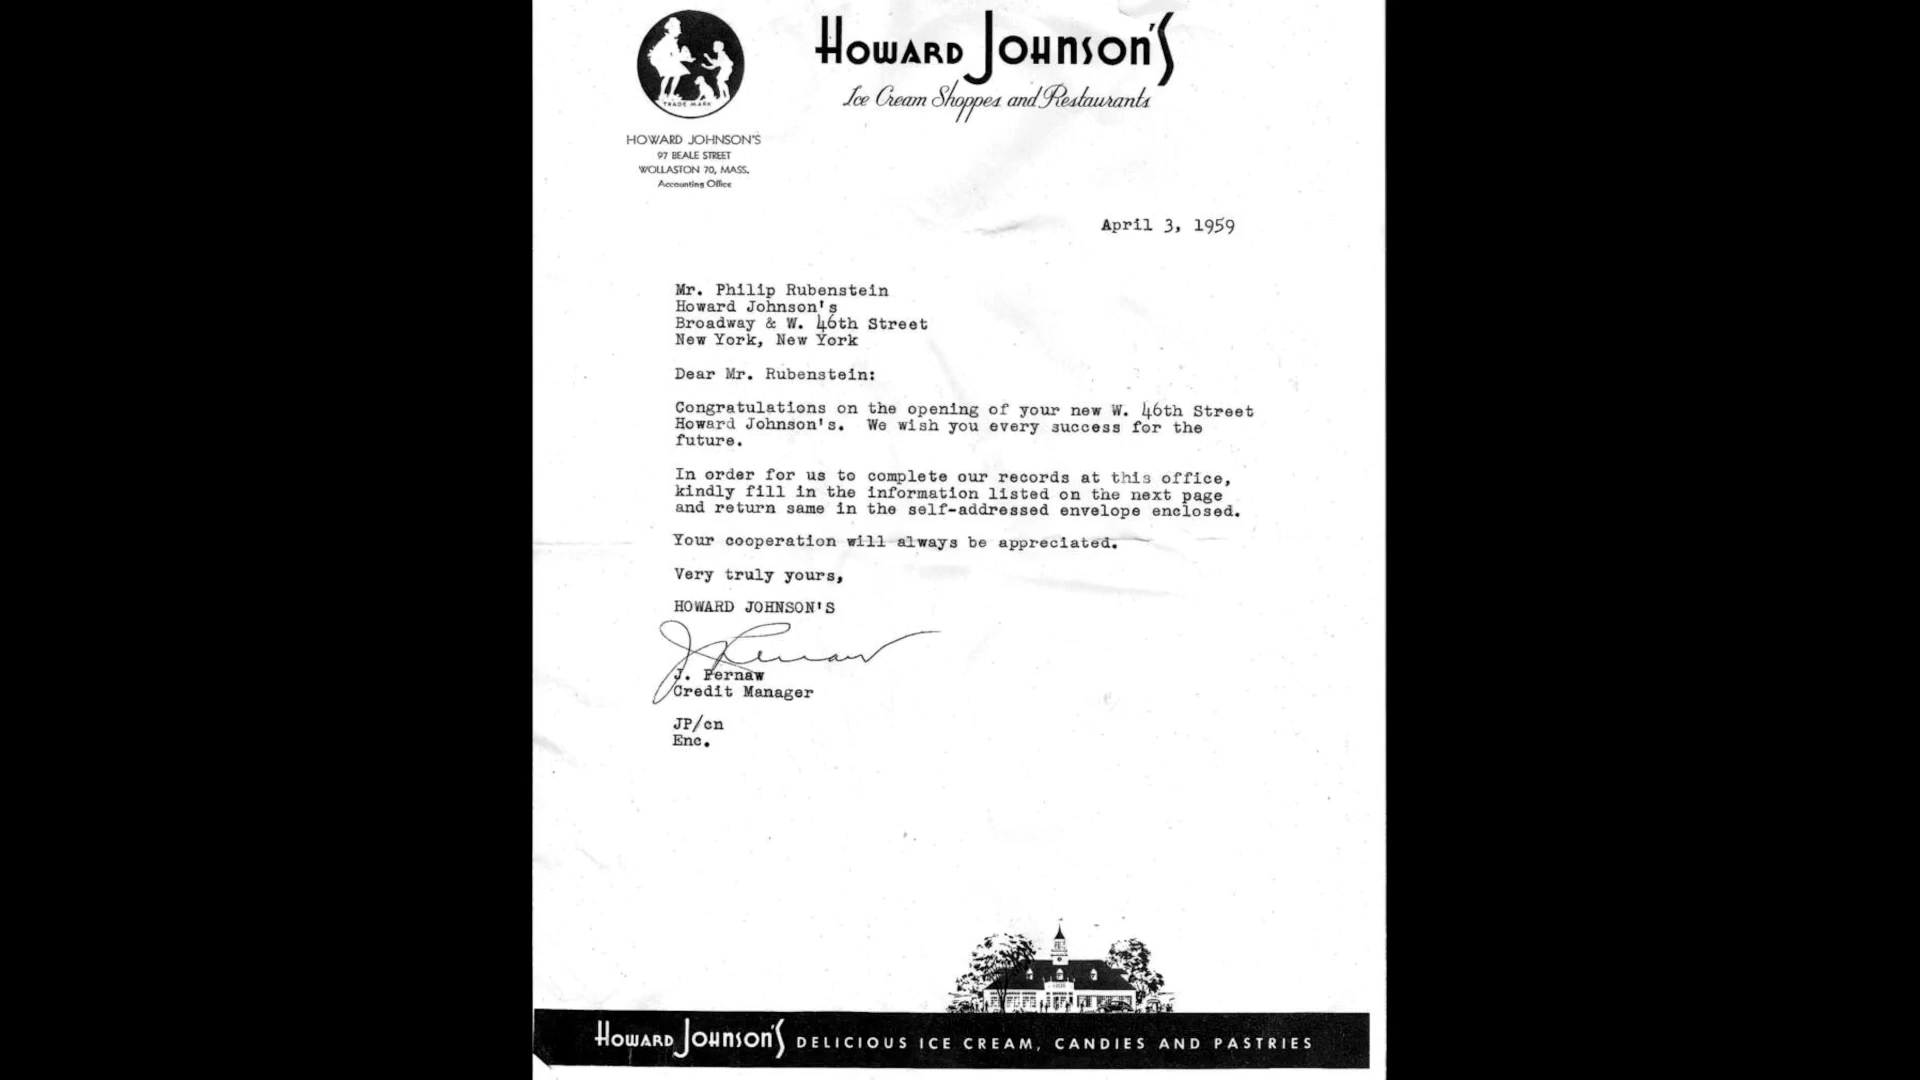 TRADE MARK
HOWARD JOHNSON'S
Ice Cream Shoppes and Restaurants
HOWARD JOHNSON'S
97 BEALE STREET
WOLLASTON 70, MASS.
Accounting Office
April 3, 1959
Mr. Philip Rubenstein
Howard Johnson's
Broadway & W. 46th Street
New York, New York
Dear Mr. Rubenstein:
Congratulations on the opening of your new W. 46th Street
Howard Johnson's. We wish you every success for the
future.
In order for us to complete our records at this office,
kindly fill in the information listed on the next page
and return same in the self-addressed envelope enclosed.
Your cooperation will always be appreciated.
Very truly yours,
HOWARD JOHNSON'S
J Pernaw
J. Pernaw
Credit Manager
JP/cn
Enc.
HOWARD JOHNSON'S DELICIOUS ICE CREAM, CANDIES AND PASTRIES